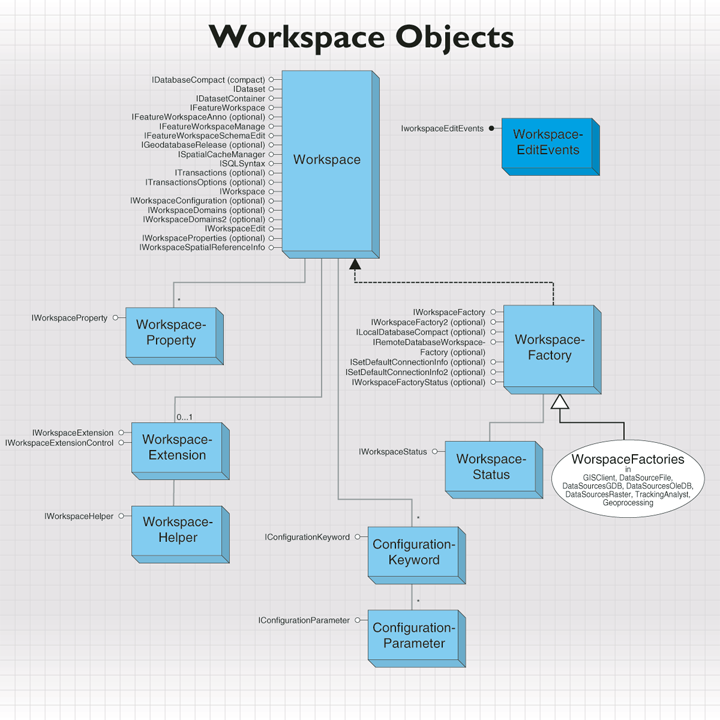 Workspace Objects
IDatabaseCompact (compact)
IDataset
IDatasetContainer
IFeatureWorkspace
IFeatureWorkspaceAnno (optional)
IFeatureWorkspaceManage
IFeatureWorkspaceSchemaEdit
IGeodatabaseRelease (optional)
ISpatialCacheManager
ISQLSyntax
ITransactions (optional)
ITransactionsOptions (optional)
IWorkspace
IWorkspaceConfiguration (optional)
IWorkspaceDomains (optional)
IWorkspaceDomains2 (optional)
IWorkspaceEdit
IWorkspaceProperties (optional)
IWorkspaceSpatialReferenceInfo
Workspace
IworkspaceEditEvents
Workspace-
EditEvents
*
IWorkspaceProperty
Workspace-
Property
IWorkspaceFactory
IWorkspaceFactory2 (optional)
ILocalDatabaseCompact (optional)
IRemoteDatabaseWorkspace-
Factory (optional)
ISetDefaultConnectionInfo (optional)
ISetDefaultConnectionInfo2 (optional)
IWorkspaceFactoryStatus (optional)
Workspace-
Factory
0...1
IWorkspaceExtension
IWorkspaceExtensionControl
Workspace-
Extension
IWorkspaceStatus
Workspace-
Status
WorspaceFactories
in
GISClient, DataSourceFile,
DataSourcesGDB, DataSourcesOleDB,
DataSourcesRaster, TrackingAnalyst,
Geoprocessing
IWorkspaceHelper
Workspace-
Helper
*
IConfigurationKeyword
Configuration-
Keyword
*
IConfigurationParameter
Configuration-
Parameter